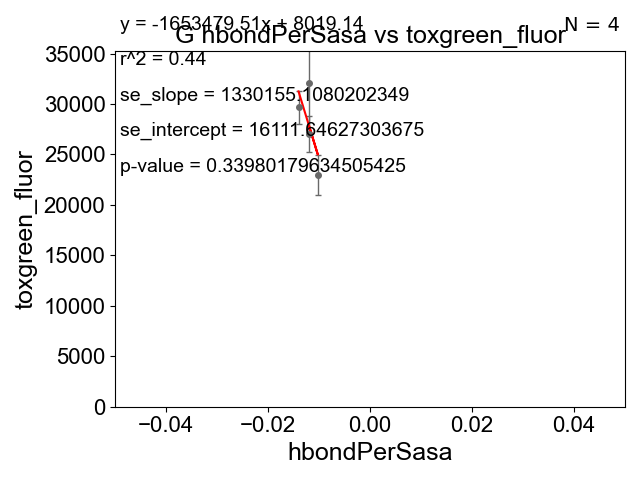 y = -1653479.51x + 8019.14
N = 4
G hbondPerSasa vs toxgreen_fluor
r^2 = 0.44
se_slope = 1330155.1080202349
se_intercept = 16111.64627303675
p-value = 0.33980179634505425
35000
30000
25000
20000
15000
10000
5000
0
toxgreen_fluor
−0.04 −0.02 0.00 0.02 0.04
hbondPerSasa